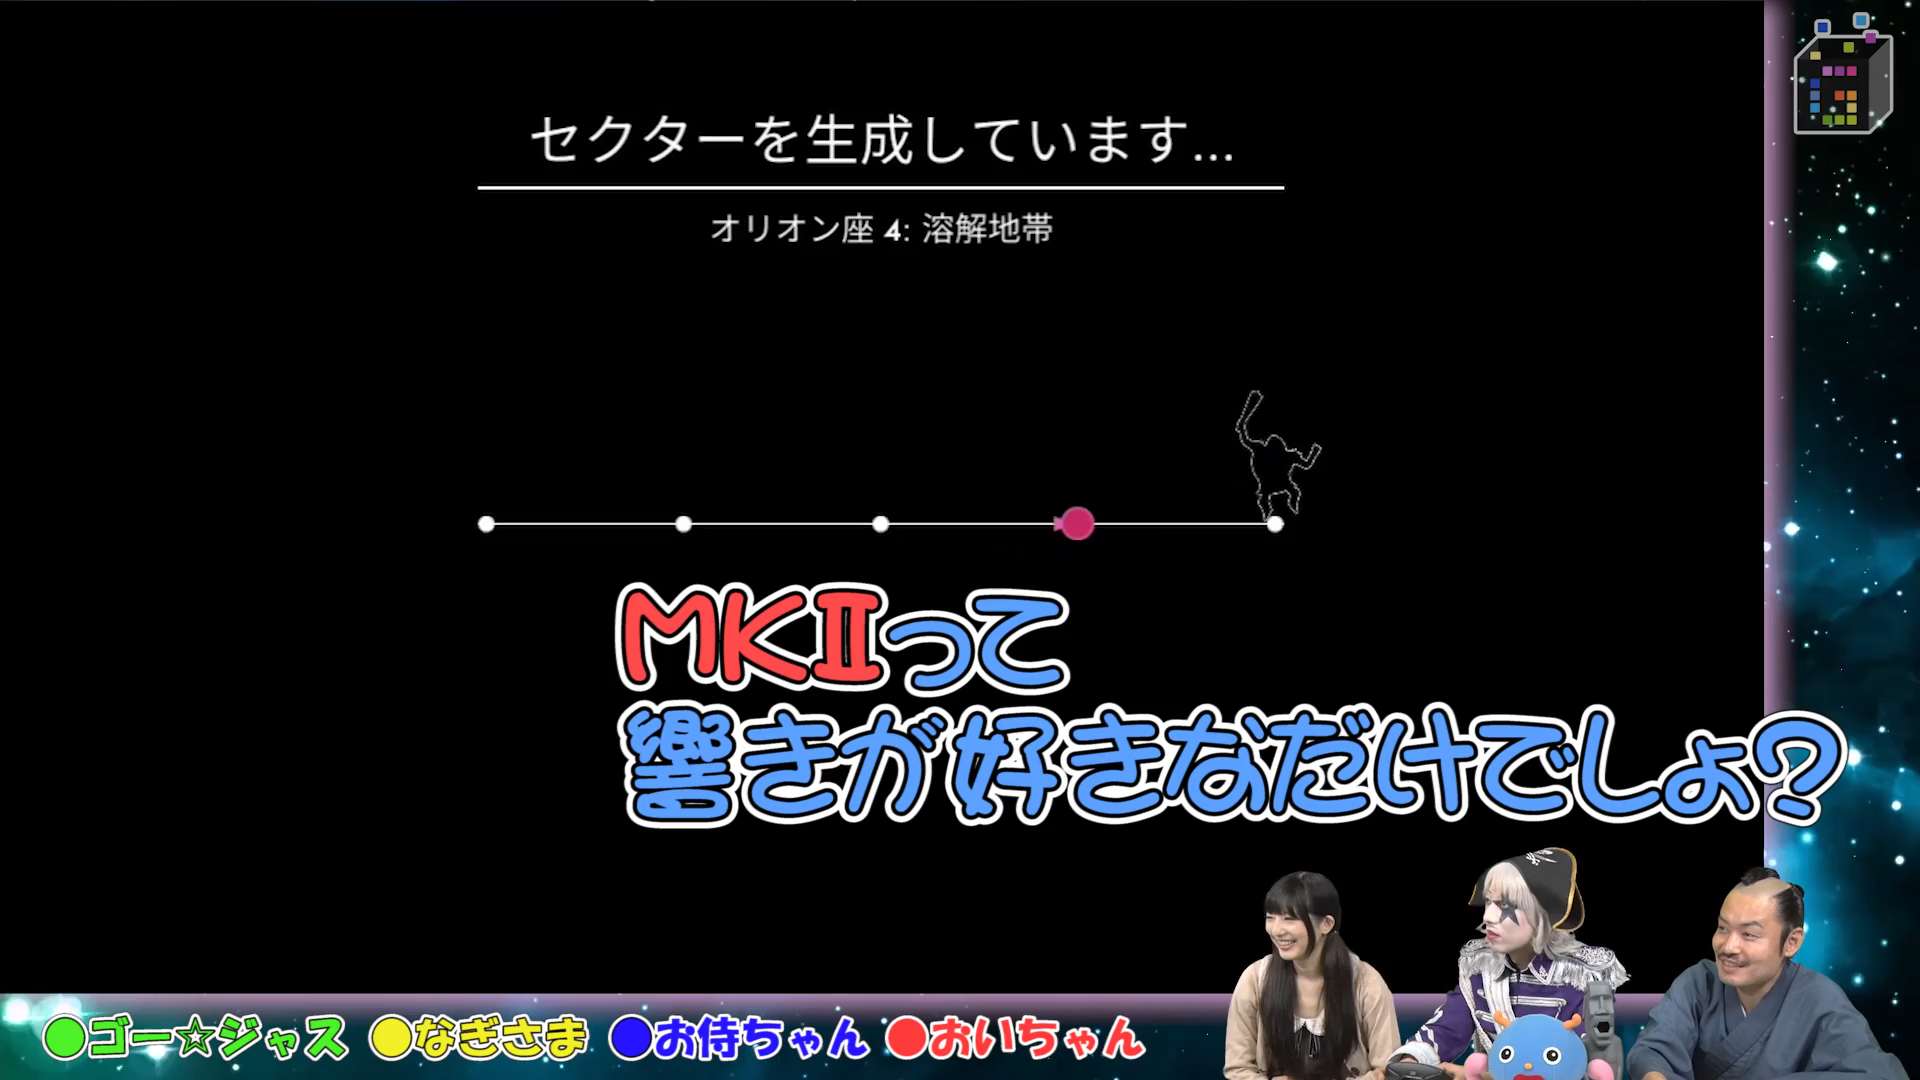 セクターを生成しています...
オリオン座 4: 溶解地帯
MKⅡって
響きが好きなだけでしょ?
●ゴー☆ジャス ●なぎさま ●お侍ちゃん ●おいちゃん